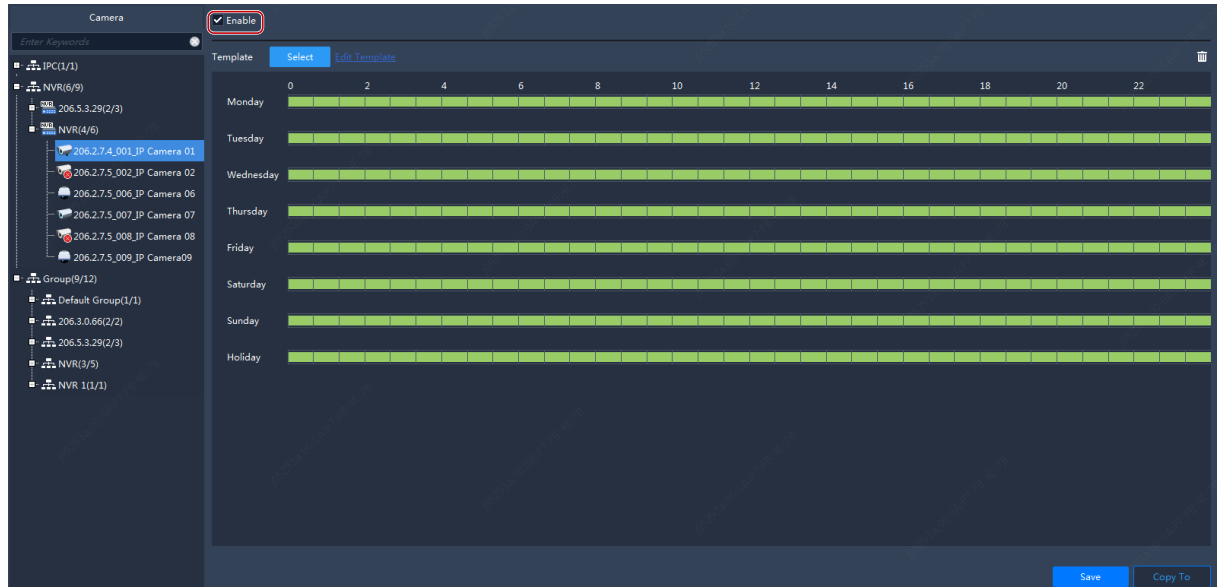 Camera
Enable
Enter Keywords
Template Select Edit Template
IPC(1/1)
NVR(6/9)
206.5.3.29(2/3)
NVR(4/6)
206.2.7.4_001_IP Camera 01
206.2.7.5_002_IP Camera 02
206.2.7.5_006_IP Camera 06
206.2.7.5_007_IP Camera 07
206.2.7.5_008_IP Camera 08
206.2.7.5_009_IP Camera09
Group(9/12)
Default Group(1/1)
206.3.0.66(2/2)
206.5.3.29(2/3)
NVR(3/5)
NVR 1(1/1)
0 2 4 6 8 10 12 14 16 18 20 22
Monday
Tuesday
Wednesday
Thursday
Friday
Saturday
Sunday
Holiday
Save Copy To